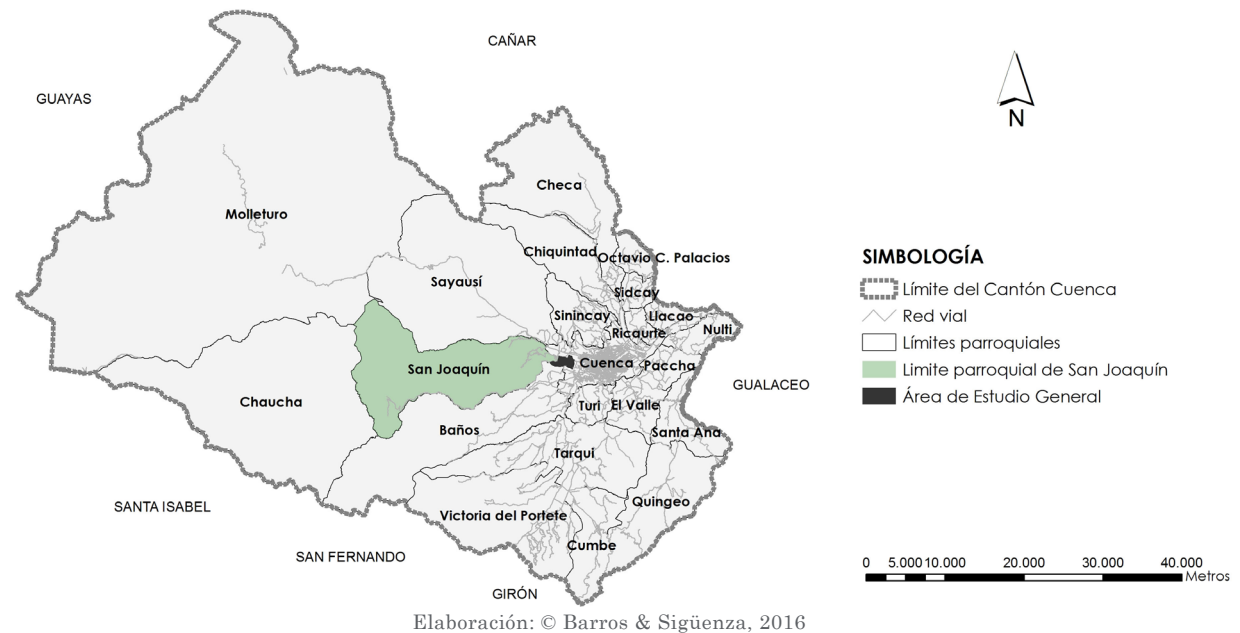 CAÑAR
GUAYAS
N
Checa
Molleturo
Chiquintad
Octavio C. Palacios
SIMBOLOGÍA
Sayausí
Límite del Cantón Cuenca
Sidcay
Sinincay
Llacao
Red vial
Ricaurte
Nulti
Límites parroquiales
Cuenca
Paccha
San Joaquín
Limite parroquial de San Joaquín
GUALACEO
Chaucha
Turi
El Valle
Área de Estudio General
Baños
Santa Ana
Tarqui
Quingeo
SANTA ISABEL
Victoria del Portete
Cumbe
SAN FERNANDO
0 5.000 10.000 20.000 30.000 40.000
Metros
GIRÓN
Elaboración: © Barros & Sigüenza, 2016